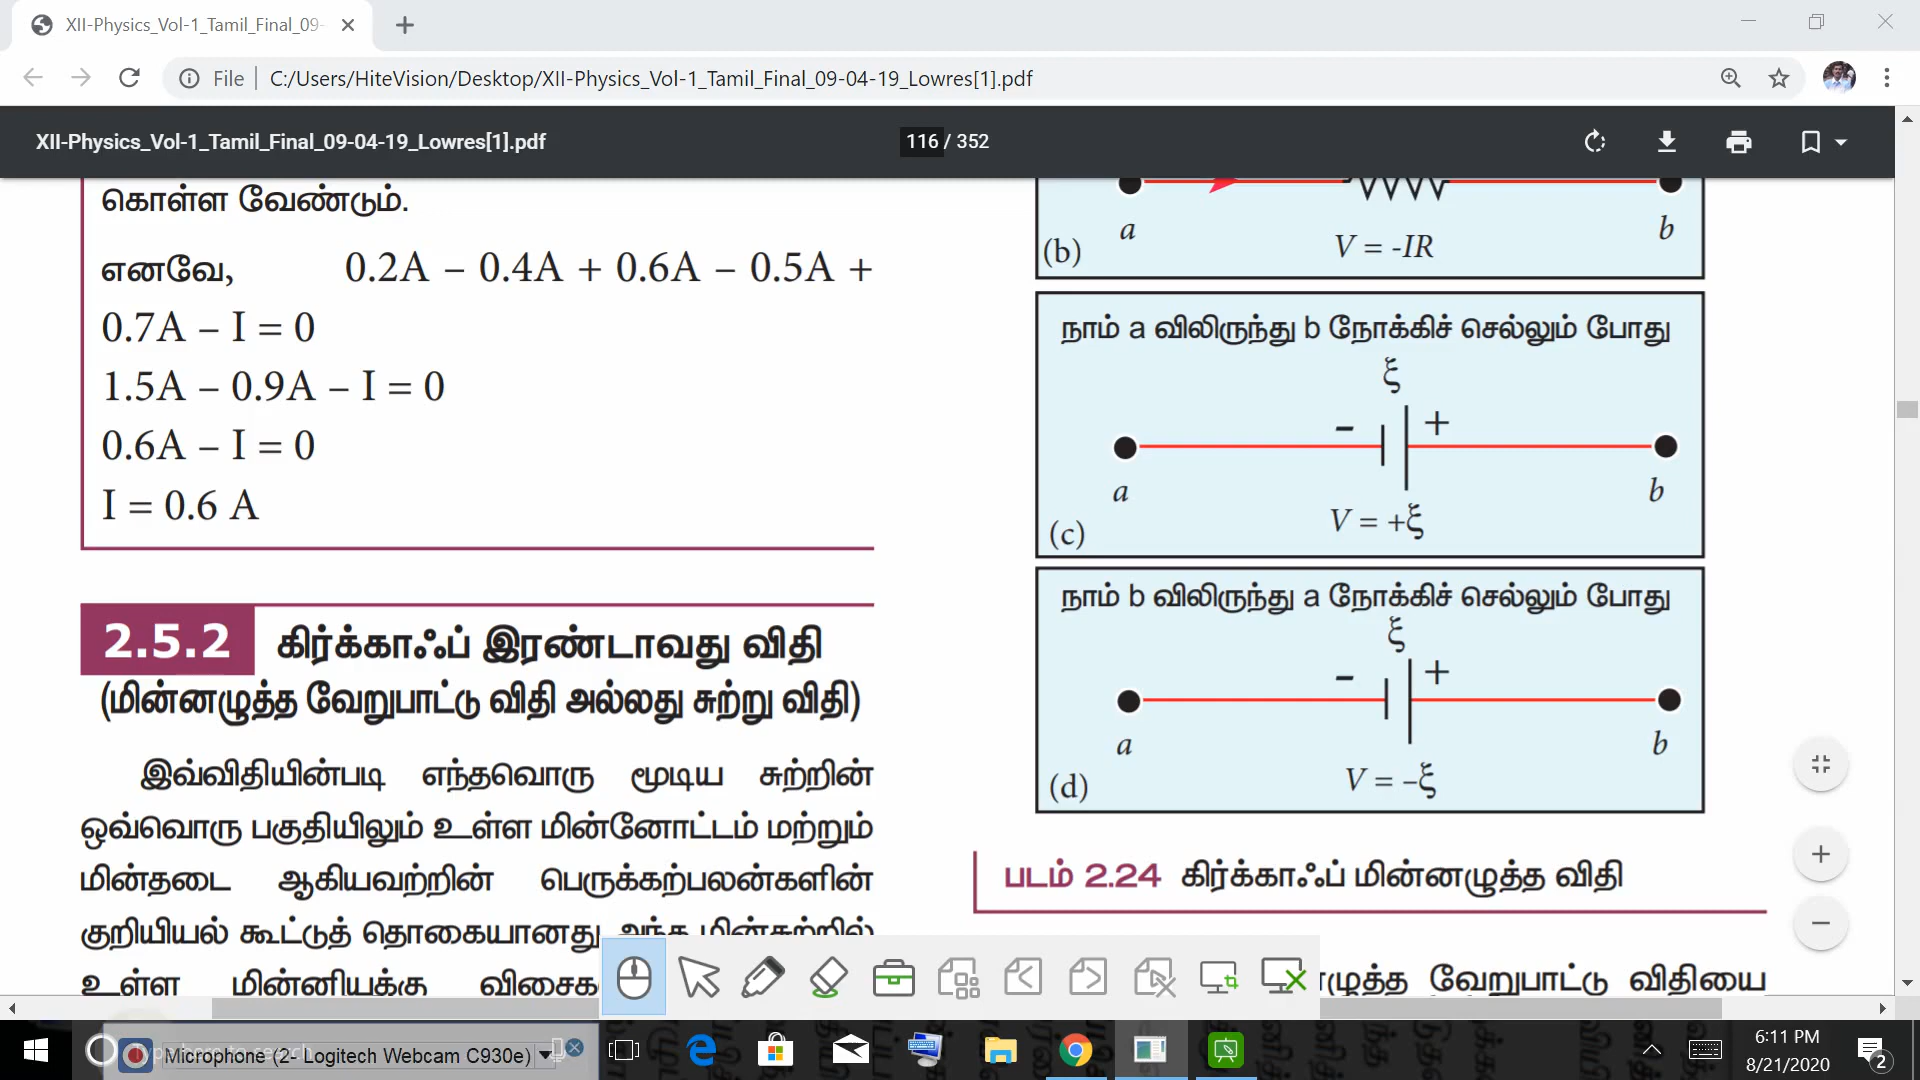 XII-Physics_Vol-1_Tamil_Final_09-
File
C:/Users/HiteVision/Desktop/XII-Physics_Vol-1_Tamil_Final_09-04-19_Lowres[1].pdf
XII-Physics_Vol-1_Tamil_Final_09-04-19_Lowres[1].pdf
116 / 352
கொள்ள வேண்டும்.
எனவே, 0.2A – 0.4A + 0.6A – 0.5A +
0.7A – I = 0
1.5A – 0.9A – I = 0
0.6A – I = 0
I = 0.6 A
2.5.2 கிர்க்காஃப் இரண்டாவது விதி
(மின்னழுத்த வேறுபாட்டு விதி அல்லது சுற்று விதி)
இவ்விதியின்படி எந்தவொரு மூடிய சுற்றின்
ஒவ்வொரு பகுதியிலும் உள்ள மின்னோட்டம் மற்றும்
மின்தடை ஆகியவற்றின் பெருக்கற்பலன்களின்
குறியியல் கூட்டுத் தொகையானது அந்த மின்சுற்றில்
உள்ள மின்னியக்கு
a b
(b) V = -IR
நாம் a விலிருந்து b நோக்கிச் செல்லும் போது
ξ
- +
a b
(c) V = +ξ
நாம் b விலிருந்து a நோக்கிச் செல்லும் போது
ξ
- +
a b
(d) V = –ξ
படம் 2.24 கிர்க்காஃப் மின்னழுத்த விதி
வேறுபாட்டு விதியை
Microphone (2- Logitech Webcam C930e)
6:11 PM
8/21/2020
2